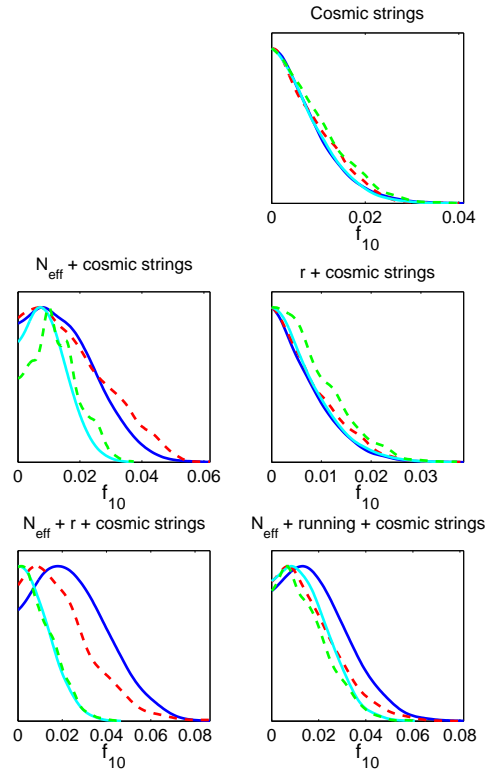 Cosmic strings
0 0.02 0.04
f10
Neff + cosmic strings
r + cosmic strings
0 0.02 0.04 0.06
0 0.01 0.02 0.03
f10
f10
Neff + r + cosmic strings
Neff + running + cosmic strings
0 0.02 0.04 0.06 0.08
0 0.02 0.04 0.06 0.08
f10
f10